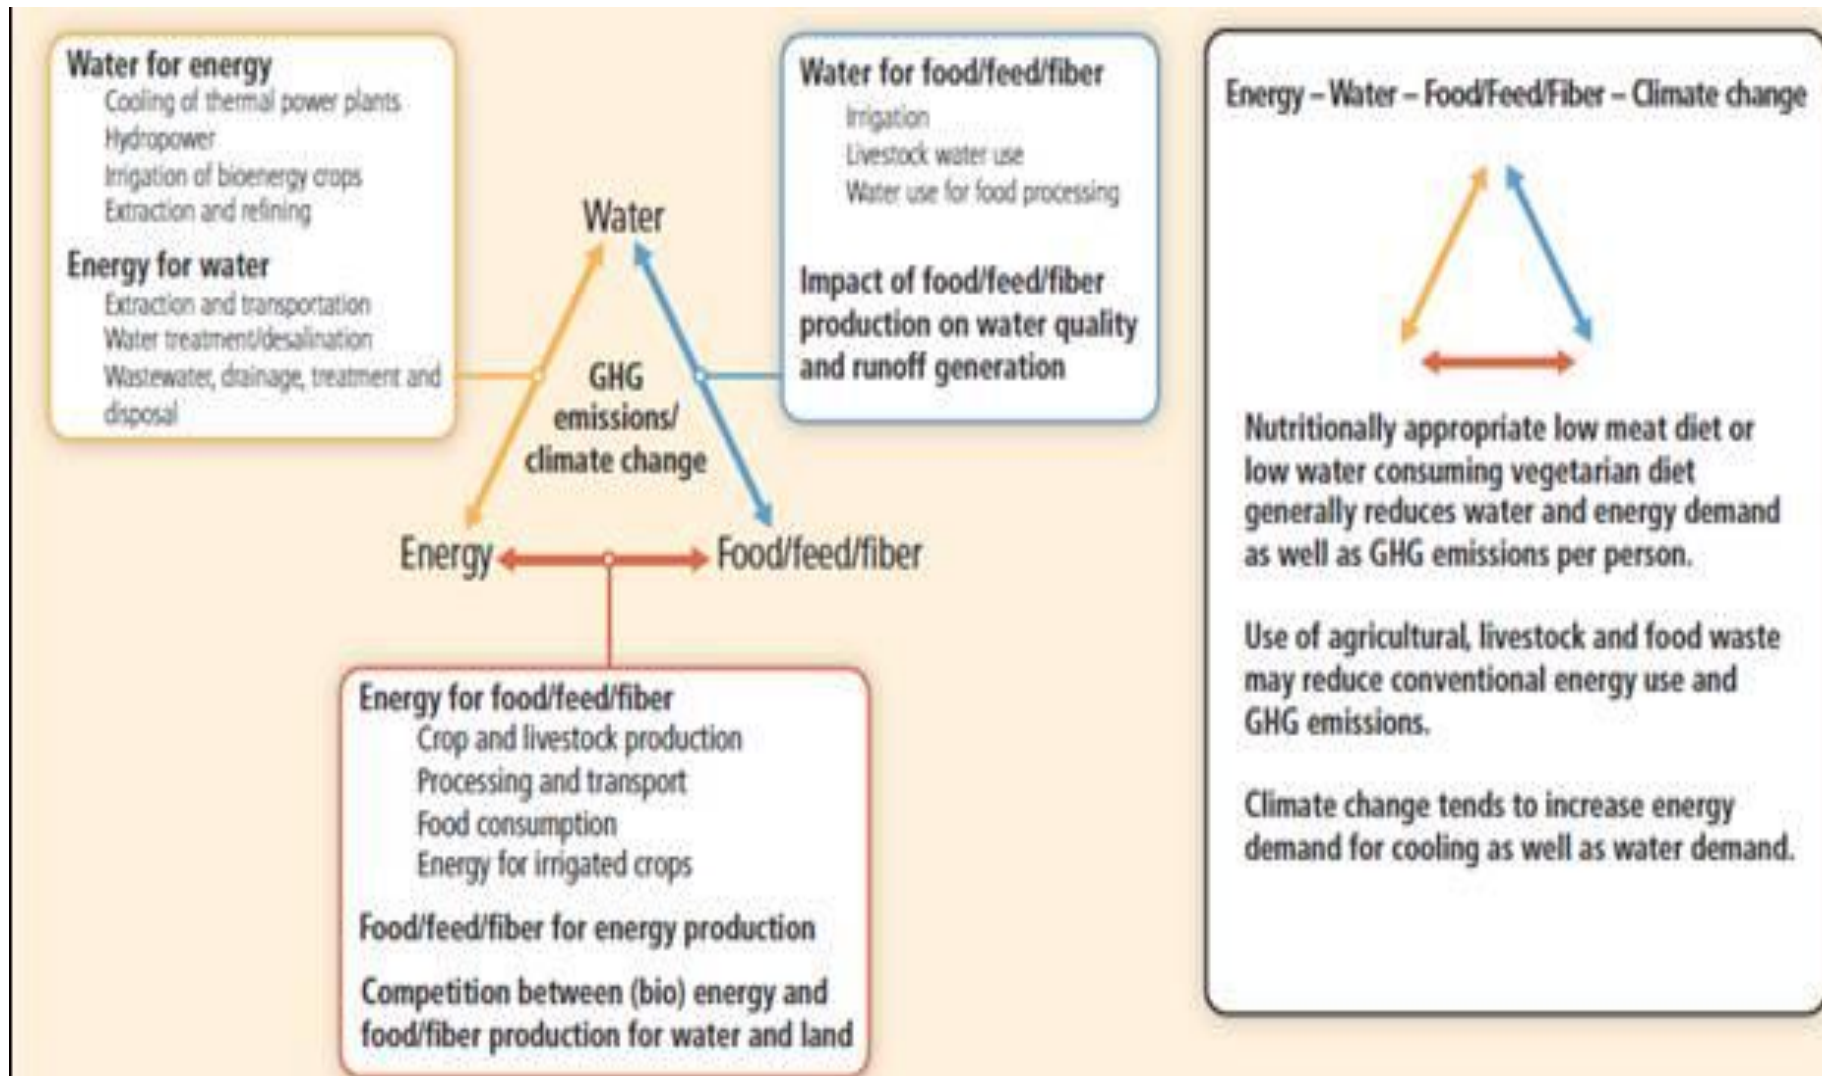 Water for energy
Cooling of thermal power plants
Hydropower
Irrigation of bioenergy crops
Extraction and refining
Energy for water
Extraction and transportation
Water treatment/desalination
Wastewater, drainage, treatment and
disposal
Water for food/feed/fiber
Irrigation
Livestock water use
Water use for food processing
Impact of food/feed/fiber
production on water quality
and runoff generation
Water
GHG
emissions/
climate change
Energy
Food/feed/fiber
Energy for food/feed/fiber
Crop and livestock production
Processing and transport
Food consumption
Energy for irrigated crops
Food/feed/fiber for energy production
Competition between (bio) energy and
food/fiber production for water and land
Energy – Water – Food/Feed/Fiber – Climate change
Nutritionally appropriate low meat diet or
low water consuming vegetarian diet
generally reduces water and energy demand
as well as GHG emissions per person.
Use of agricultural, livestock and food waste
may reduce conventional energy use and
GHG emissions.
Climate change tends to increase energy
demand for cooling as well as water demand.